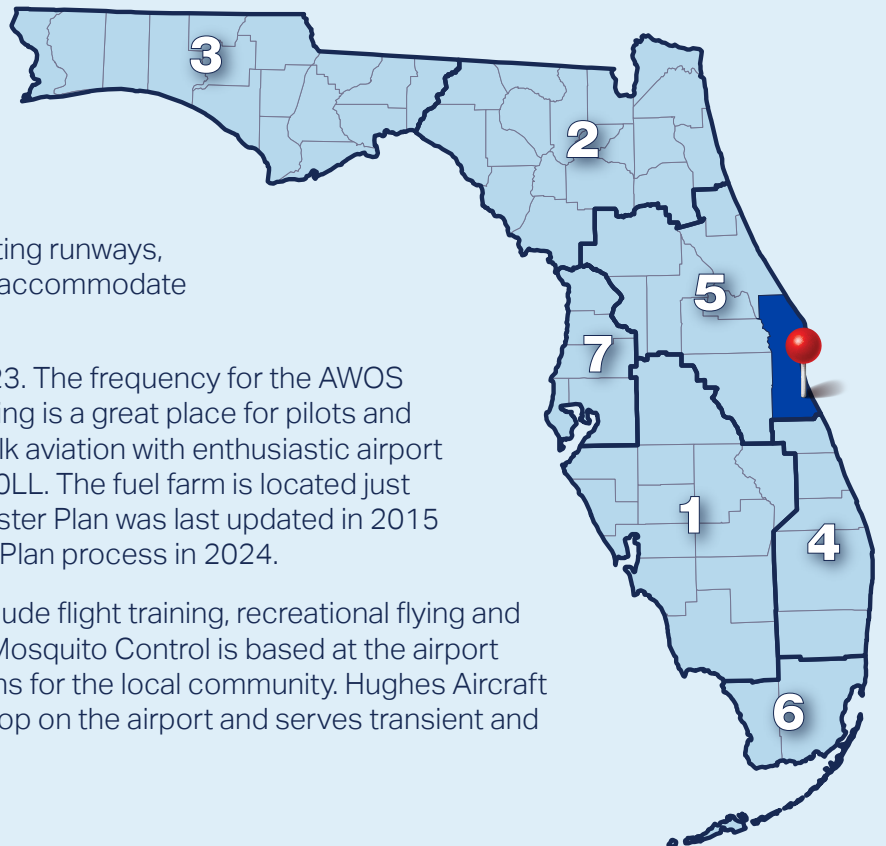 3
2
ting runways,
accommodate
5
7
23. The frequency for the AWOS
ing is a great place for pilots and
lk aviation with enthusiastic airport
0LL. The fuel farm is located just
ster Plan was last updated in 2015
Plan process in 2024.
1
4
ude flight training, recreational flying and
Mosquito Control is based at the airport
ns for the local community. Hughes Aircraft
op on the airport and serves transient and
6